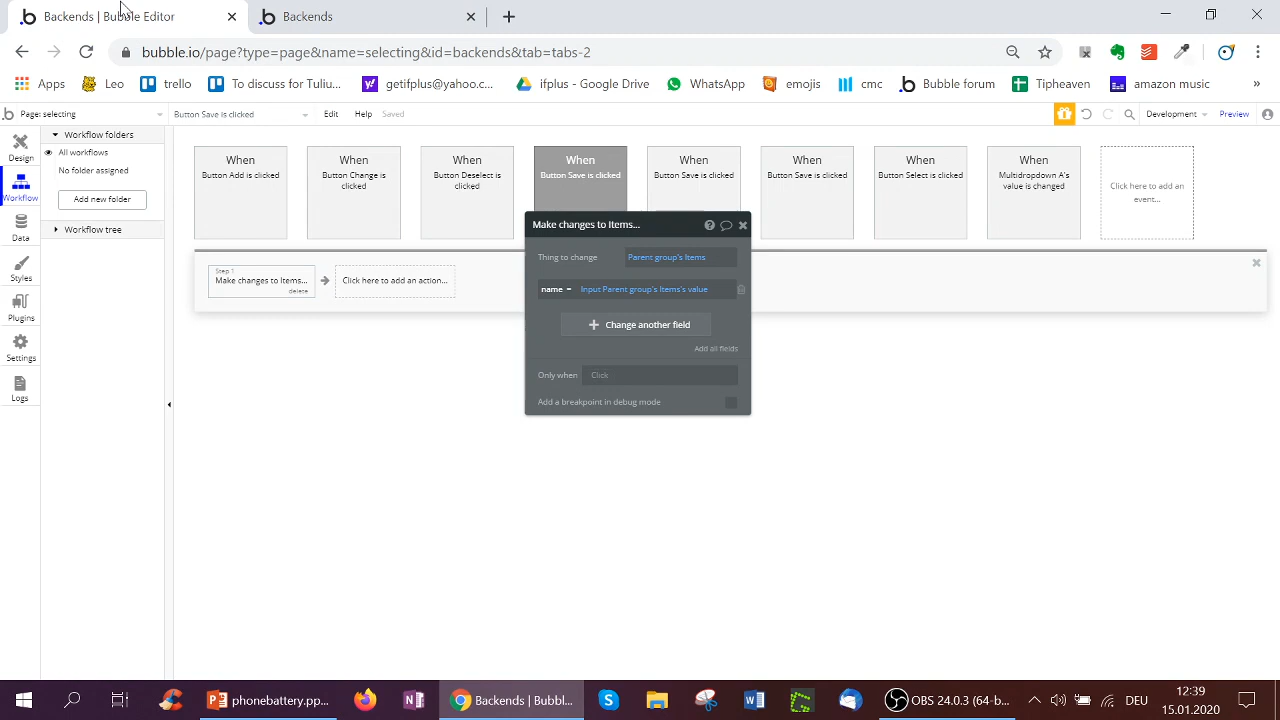 Backends | Bubble Editor
Backends
bubble.io/page?type=page&name=selecting&id=backends&tab=tabs-2
Apps
Leo
trello
To discuss for Tuliu...
getifplus@yahoo.c...
ifplus - Google Drive
WhatsApp
emojis
cmc
Bubble forum
Tipheaven
amazon music
»
Page: selecting
Button Save is clicked
Edit
Help
Saved
Development
Preview
Design
Workflow
Data
Styles
Plugins
Settings
Logs
Workflow folders
All workflows
No folder assigned
Add new folder
Workflow tree
When
Button Add is clicked
When
Button Change is
clicked
When
Button Deselect is
clicked
When
Button Save is clicked
When
Button Save is clicked
When
Button Save is clicked
When
Button Select is clicked
When
Multidropdown A's
value is changed
Click here to add an
event...
Step 1
Make changes to Items...
delete
Click here to add an action...
Make changes to Items...
Thing to change
Parent group's Items
name =
Input Parent group's Items's value
Change another field
Add all fields
Only when
Click
Add a breakpoint in debug mode
phonebattery.pp...
Backends | Bubbl...
OBS 24.0.3 (64-b...
DEU
12:39
15.01.2020